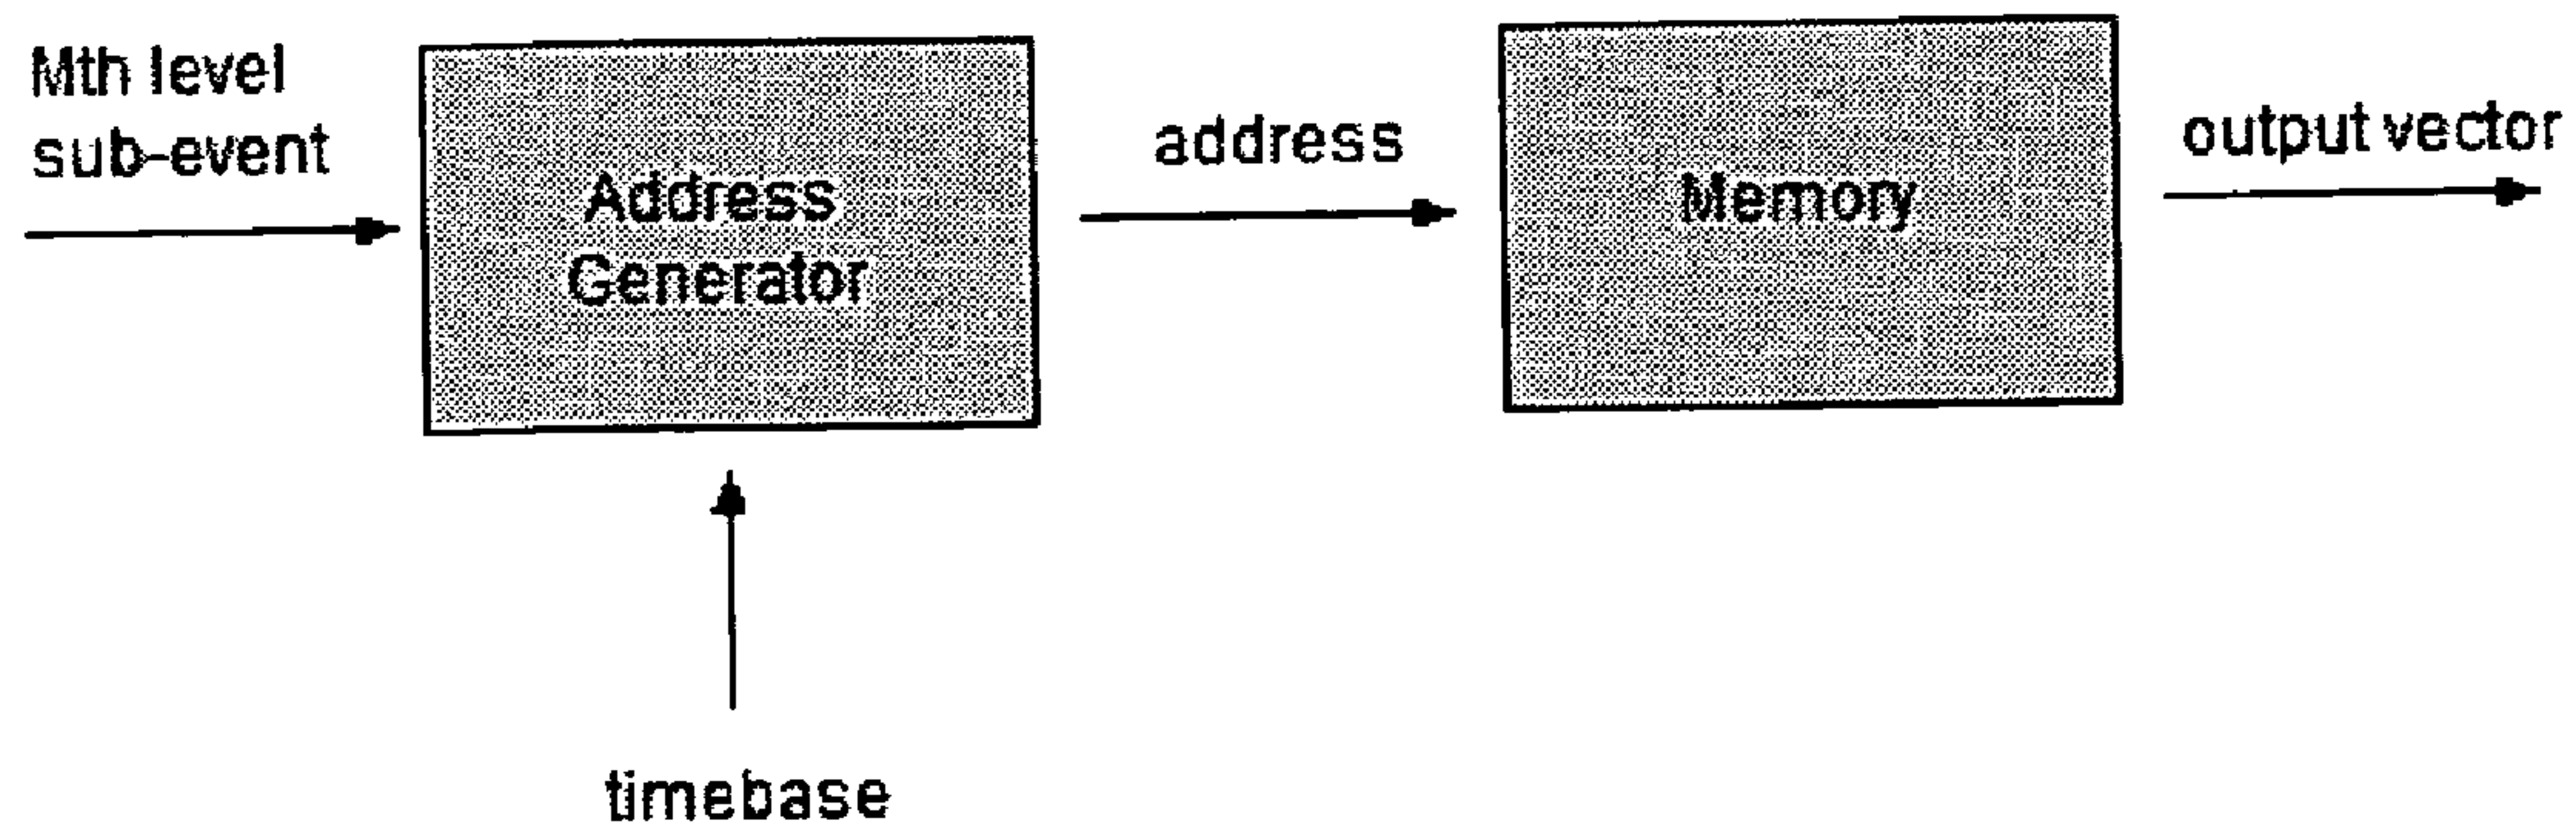 Mth level
sub-event
Address
Generator
address
Memory
output vector
timebase